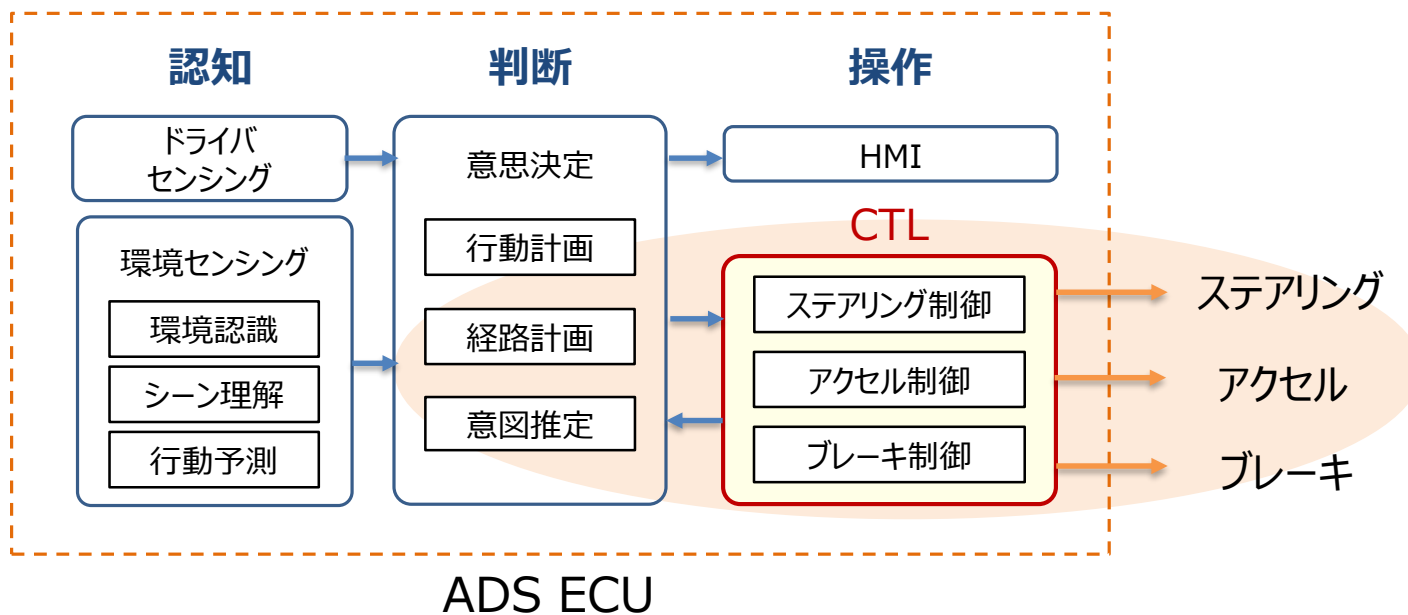 認知
判断
操作
ドライバ
センシング
意思決定
HMI
環境センシング
環境認識
シーン理解
行動予測
行動計画
経路計画
意図推定
CTL
ステアリング制御
アクセル制御
ブレーキ制御
ステアリング
アクセル
ブレーキ
ADS ECU